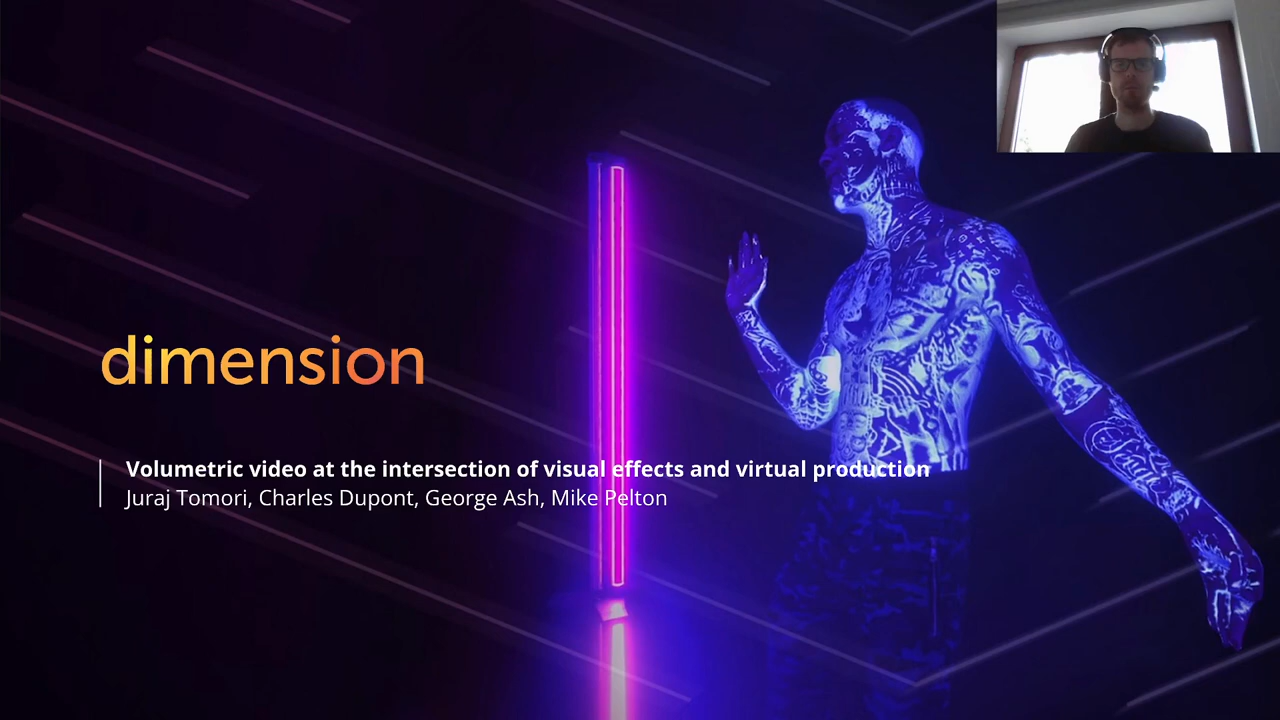 dimension
Volumetric video at the intersection of visual effects and virtual production
Juraj Tomori, Charles Dupont, George Ash, Mike Pelton